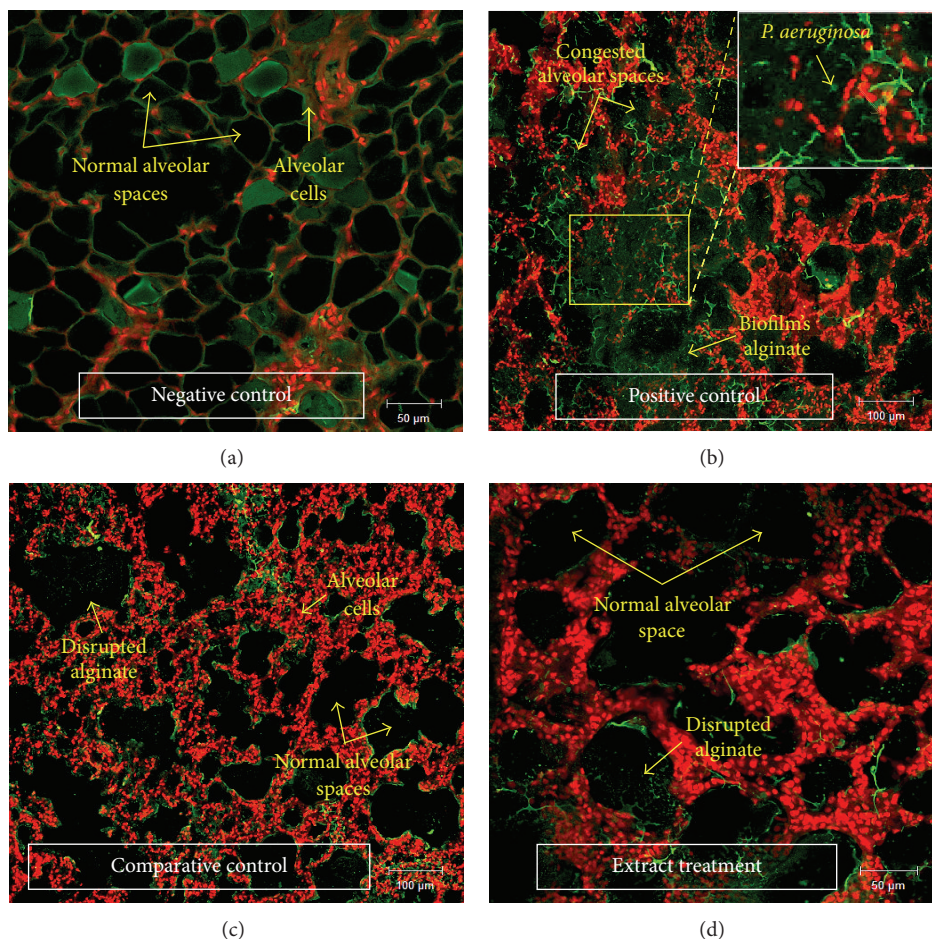 Normal alveolar
spaces
Alveolar
cells
Negative control
50 µm
(a)
Congested
alveolar spaces
P. aeruginosa
Biofilm's
alginate
Positive control
100 µm
(b)
Alveolar
cells
Disrupted
alginate
Normal alveolar
spaces
Comparative control
100 µm
(c)
Normal alveolar
space
Disrupted
alginate
Extract treatment
50 µm
(d)